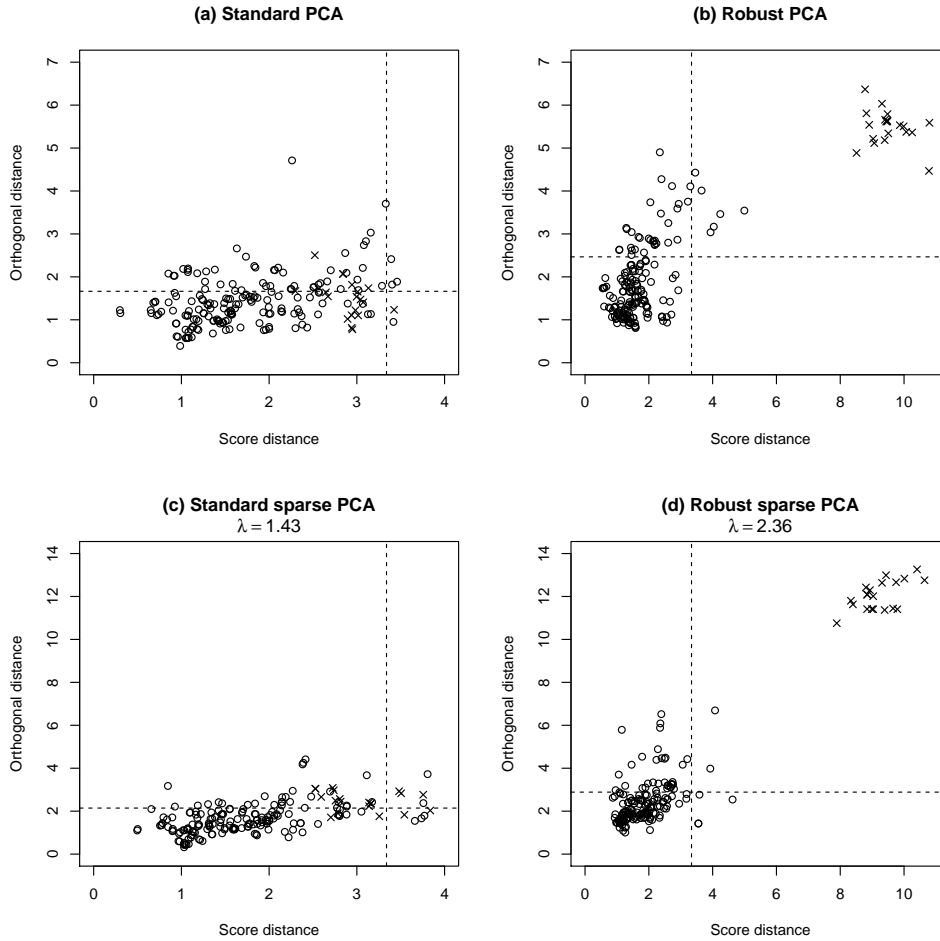 (a) Standard PCA
Orthogonal distance
0 1 2 3 4 5 6 7
0 1 2 3 4
Score distance
(b) Robust PCA
Orthogonal distance
0 1 2 3 4 5 6 7
0 2 4 6 8 10
Score distance
(c) Standard sparse PCA
λ = 1.43
Orthogonal distance
0 2 4 6 8 10 12 14
0 1 2 3 4
Score distance
(d) Robust sparse PCA
λ = 2.36
Orthogonal distance
0 2 4 6 8 10 12 14
0 2 4 6 8 10
Score distance